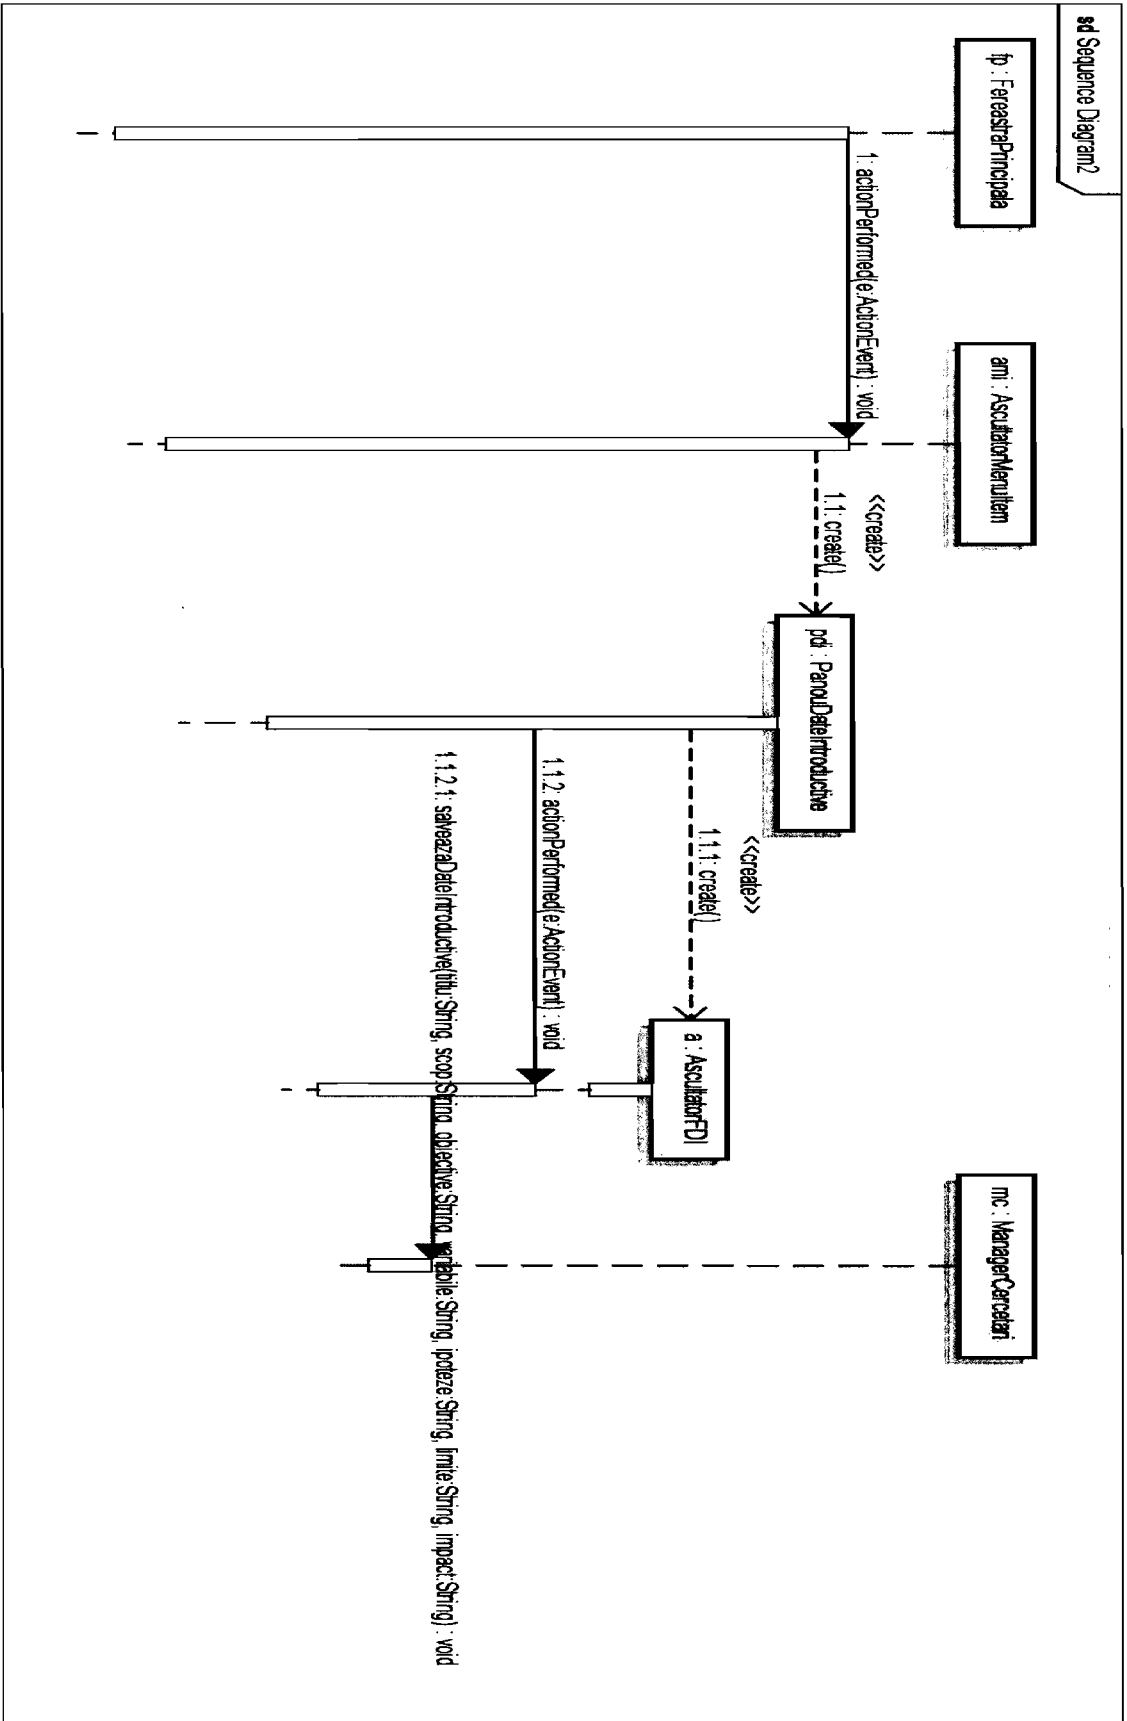 sd Sequence Diagram2
fp : FereastraPrincipala
ami : AscultatorMenuItem
mc : ManagerCercetari
1: actionPerformed(e:ActionEvent) : void
<<create>>
1.1: create()
pdi : PanouDateIntroductive
<<create>>
1.1.1: create()
a : AscultatorFDI
1.1.2: actionPerformed(e:ActionEvent) : void
1.1.2.1: salveazaDateIntroductive(titlu:String, scop:String, obiective:String, variabile:String, ipoteze:String, limite:String, impact:String) : void